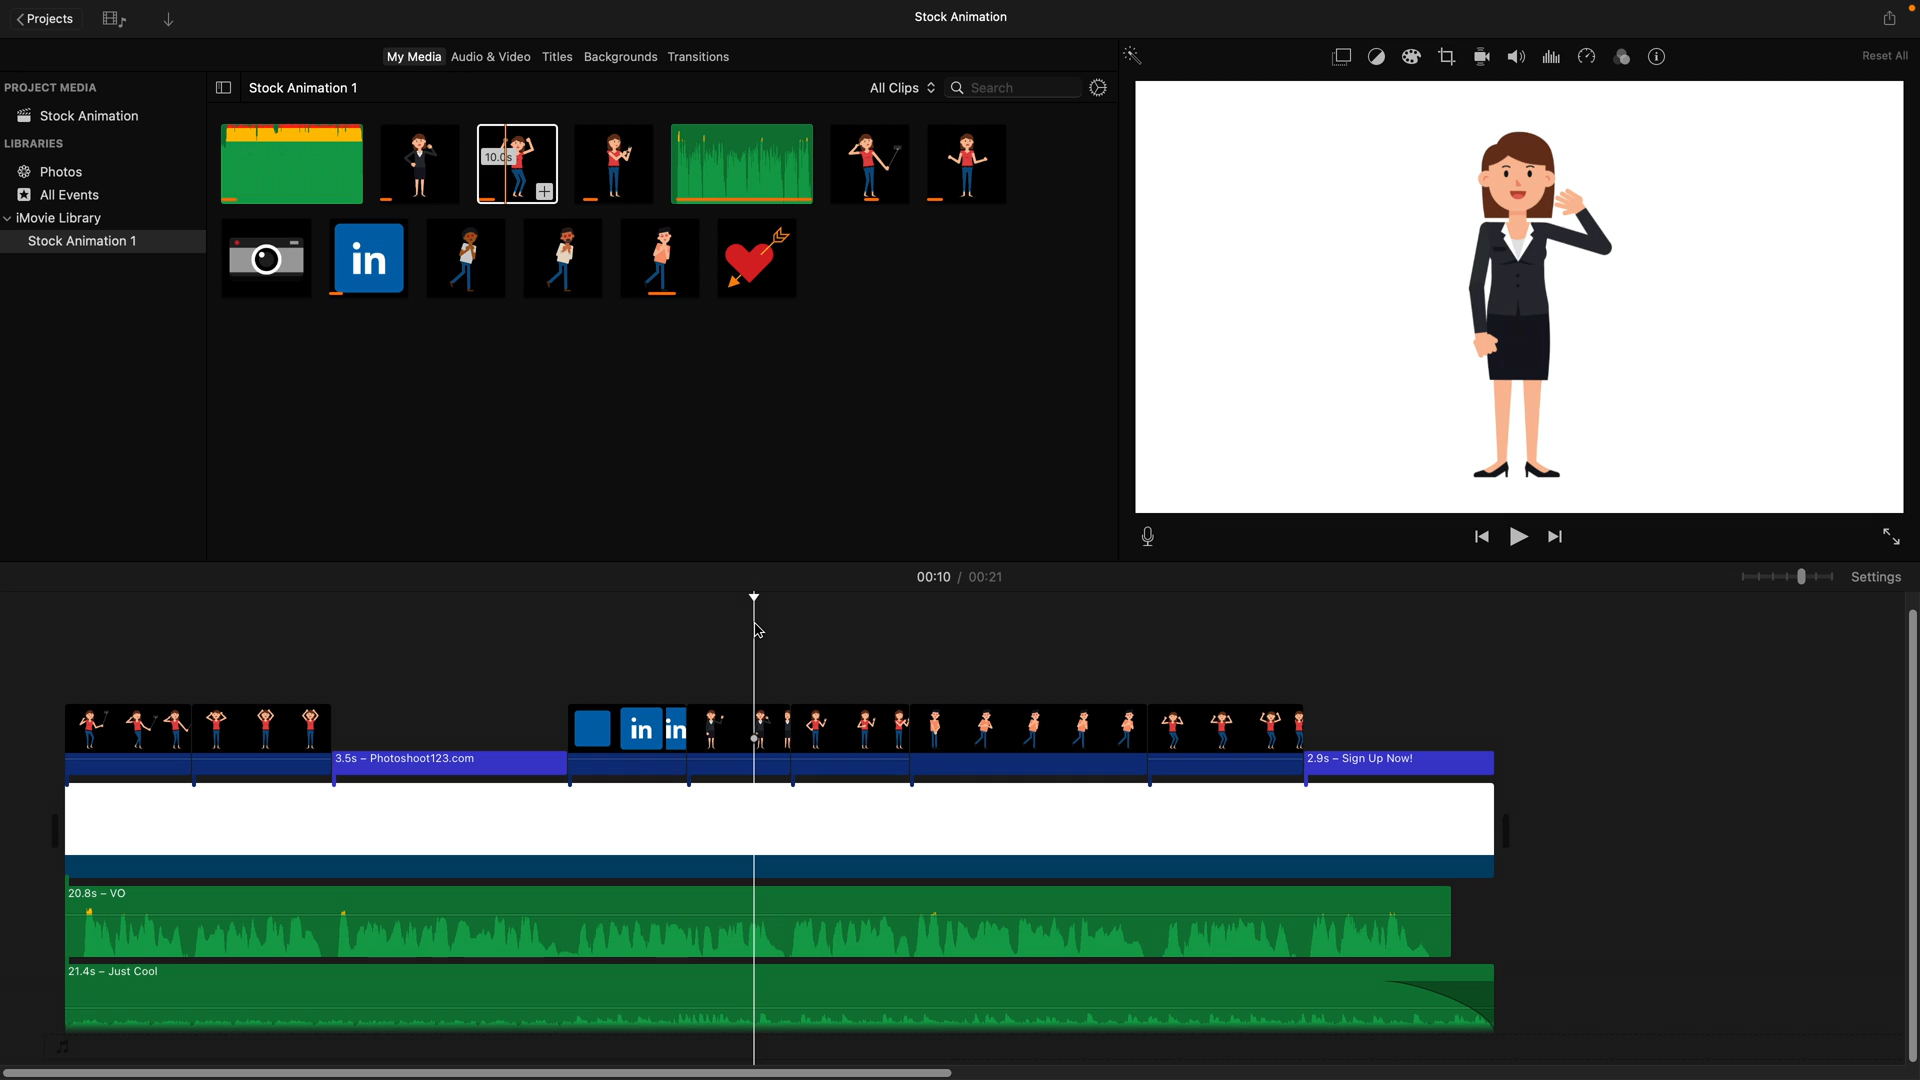 Projects
Stock Animation
My Media Audio & Video Titles Backgrounds Transitions
Reset All
PROJECT MEDIA
Stock Animation
LIBRARIES
Photos
All Events
iMovie Library
Stock Animation 1
Stock Animation 1
All Clips
Search
10.0s
in
00:10 / 00:21
Settings
in
in
3.5s – Photoshoot123.com
2.9s – Sign Up Now!
20.8s – VO
21.4s – Just Cool